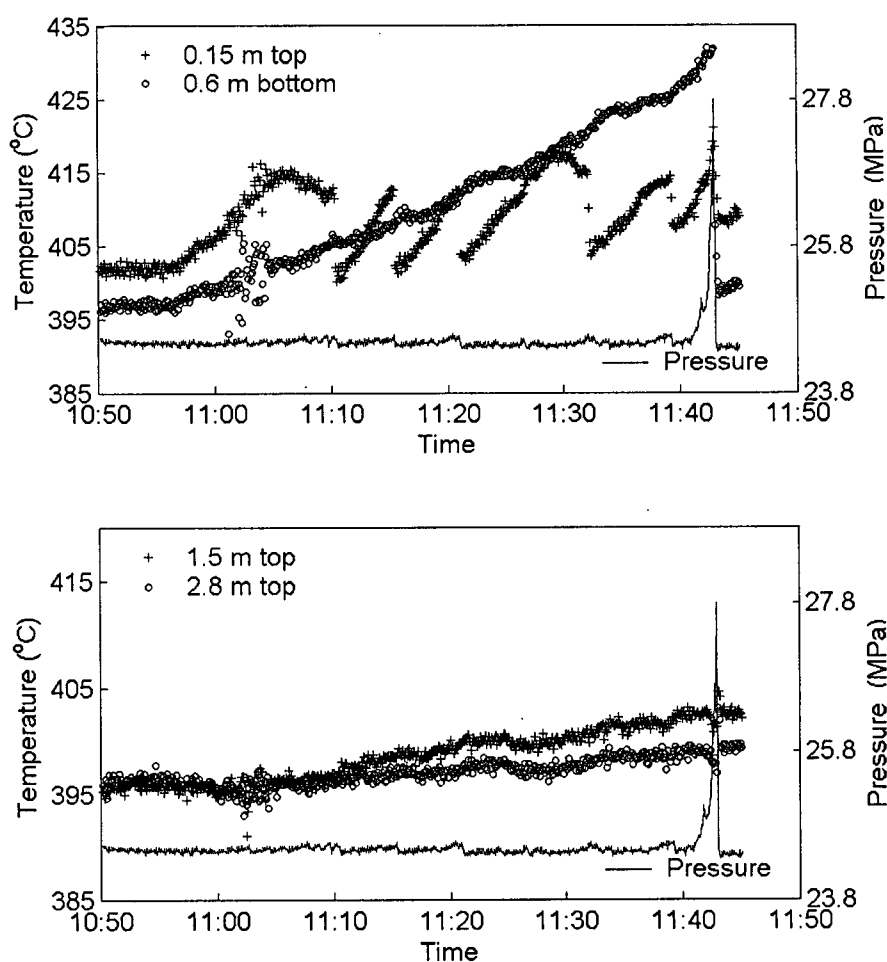 435
425
415
405
395
385
Temperature (°C)
+ 0.15 m top
o 0.6 m bottom
27.8
25.8
23.8
Pressure (MPa)
Pressure
10:50 11:00 11:10 11:20 11:30 11:40 11:50
Time
415
405
395
385
Temperature (°C)
+ 1.5 m top
o 2.8 m top
27.8
25.8
23.8
Pressure (MPa)
Pressure
10:50 11:00 11:10 11:20 11:30 11:40 11:50
Time